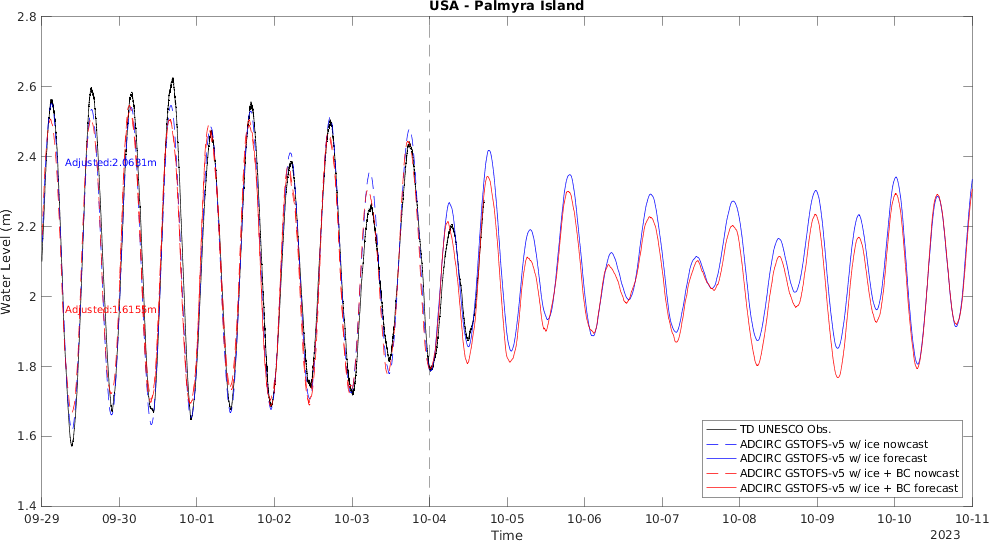 USA - Palmyra Island
2.8
2.6
2.4
2.2
2
1.8
1.6
1.4
Water Level (m)
Adjusted:2.0631m
Adjusted:1.6155m
TD UNESCO Obs.
ADCIRC GSTOFS-v5 w/ ice nowcast
ADCIRC GSTOFS-v5 w/ ice forecast
ADCIRC GSTOFS-v5 w/ ice + BC nowcast
ADCIRC GSTOFS-v5 w/ ice + BC forecast
09-29 09-30 10-01 10-02 10-03 10-04 10-05 10-06 10-07 10-08 10-09 10-10 10-11
Time
2023